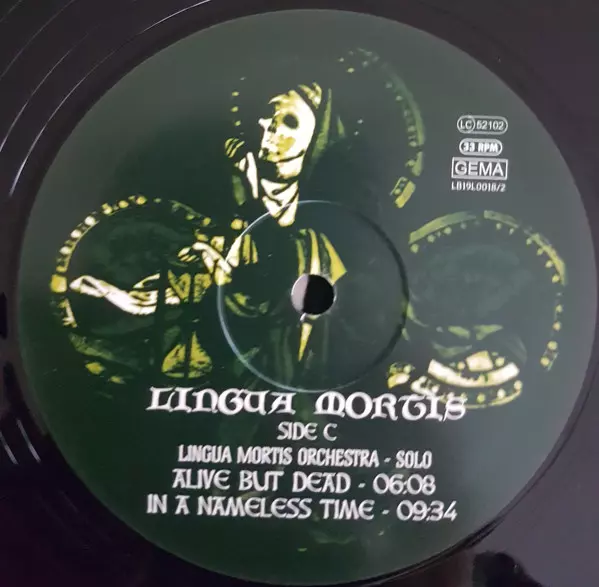 LC 52102
33 RPM
GEMA
LB19L0018/2
LINGUA MORTIS
SIDE C
LINGUA MORTIS ORCHESTRA - SOLO
ALIVE BUT DEAD - 06:08
IN A NAMELESS TIME - 09:34